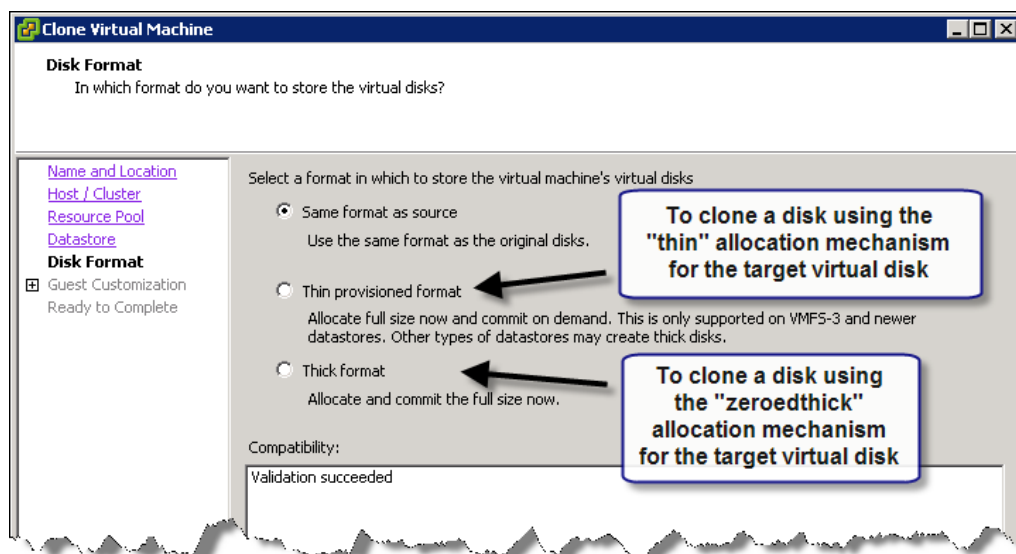 Clone Virtual Machine
Disk Format
In which format do you want to store the virtual disks?
Name and Location
Host / Cluster
Resource Pool
Datastore
Disk Format
Guest Customization
Ready to Complete
Select a format in which to store the virtual machine's virtual disks
Same format as source
Use the same format as the original disks.
Thin provisioned format
Allocate full size now and commit on demand. This is only supported on VMFS-3 and newer
datastores. Other types of datastores may create thick disks.
Thick format
Allocate and commit the full size now.
To clone a disk using the
"thin" allocation mechanism
for the target virtual disk
To clone a disk using
the "zeroedthick"
allocation mechanism
for the target virtual disk
Compatibility:
Validation succeeded